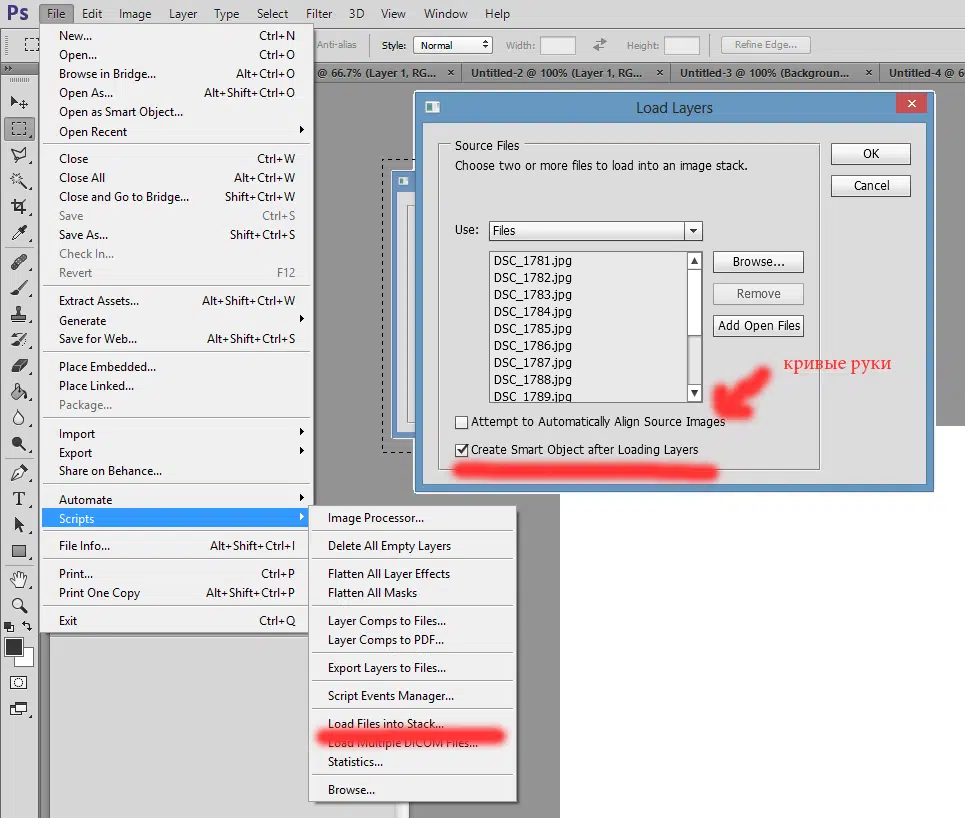 Ps File Edit Image Layer Type Select Filter 3D View Window Help
Anti-alias Style: Normal Width: Height: Refine Edge...
@ 66.7% (Layer 1, RG... × Untitled-2 @ 100% (Layer 1, RG... × Untitled-3 @ 100% (Backgroun... × Untitled-4 @ 6
New... Ctrl+N
Open... Ctrl+O
Browse in Bridge... Alt+Ctrl+O
Open As... Alt+Shift+Ctrl+O
Open as Smart Object...
Open Recent
Close Ctrl+W
Close All Alt+Ctrl+W
Close and Go to Bridge... Shift+Ctrl+W
Save Ctrl+S
Save As... Shift+Ctrl+S
Check In...
Revert F12
Extract Assets... Alt+Shift+Ctrl+W
Generate
Save for Web... Alt+Shift+Ctrl+S
Place Embedded...
Place Linked...
Package...
Import
Export
Share on Behance...
Automate
Scripts
File Info... Alt+Shift+Ctrl+I
Print... Ctrl+P
Print One Copy Alt+Shift+Ctrl+P
Exit Ctrl+Q
Image Processor...
Delete All Empty Layers
Flatten All Layer Effects
Flatten All Masks
Layer Comps to Files...
Layer Comps to PDF...
Export Layers to Files...
Script Events Manager...
Load Files into Stack...
Load Multiple DICOM Files...
Statistics...
Browse...
Load Layers
Source Files
Choose two or more files to load into an image stack.
OK
Cancel
Use: Files
DSC_1781.jpg
DSC_1782.jpg
DSC_1783.jpg
DSC_1784.jpg
DSC_1785.jpg
DSC_1786.jpg
DSC_1787.jpg
DSC_1788.jpg
DSC_1789.jpg
Browse...
Remove
Add Open Files
кривые руки
Attempt to Automatically Align Source Images
Create Smart Object after Loading Layers